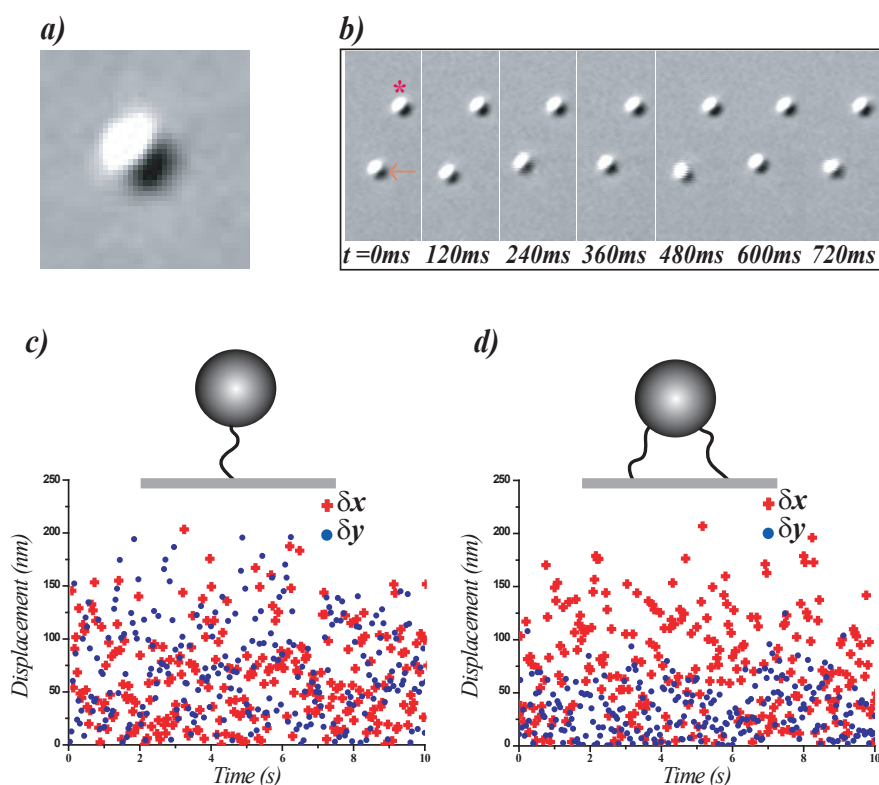 a)
b)
*
t =0ms 120ms 240ms 360ms 480ms 600ms 720ms
c)
d)
δx
δy
Displacement (nm)
250
200
150
100
50
0
0 2 4 6 8 10
Time (s)
δx
δy
Displacement (nm)
250
200
150
100
50
0
0 2 4 6 8 10
Time (s)